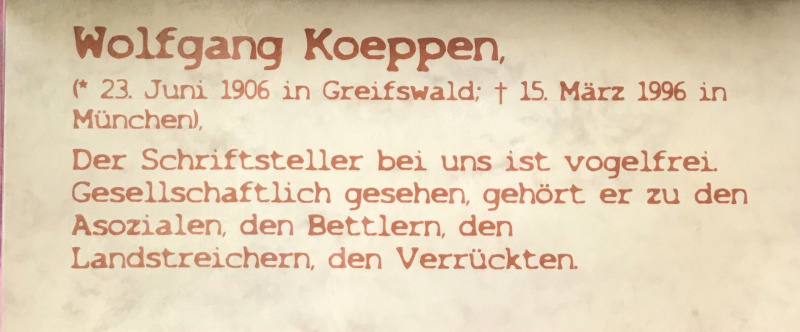 Wolfgang Koeppen,
(* 23. Juni 1906 in Greifswald; † 15. März 1996 in
München),
Der Schriftsteller bei uns ist vogelfrei.
Gesellschaftlich gesehen, gehört er zu den
Asozialen, den Bettlern, den
Landstreichern, den Verrückten.